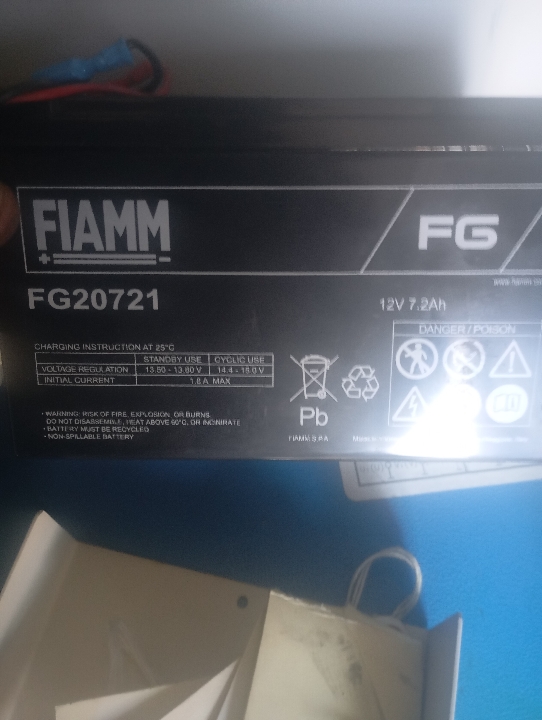 FIAMM
FG
FG20721
12V 7.2Ah
DANGER / POISON
CHARGING INSTRUCTION AT 25°C
STANDBY USE CYCLIC USE
VOLTAGE REGULATION 13.50 - 13.80 V 14.4 - 15.0 V
INITIAL CURRENT 1.8 A MAX
Pb
FIAMM S.P.A.
• WARNING: RISK OF FIRE, EXPLOSION, OR BURNS.
DO NOT DISASSEMBLE, HEAT ABOVE 60°C, OR INCINIRATE
• BATTERY MUST BE RECYCLED
• NON-SPILLABLE BATTERY